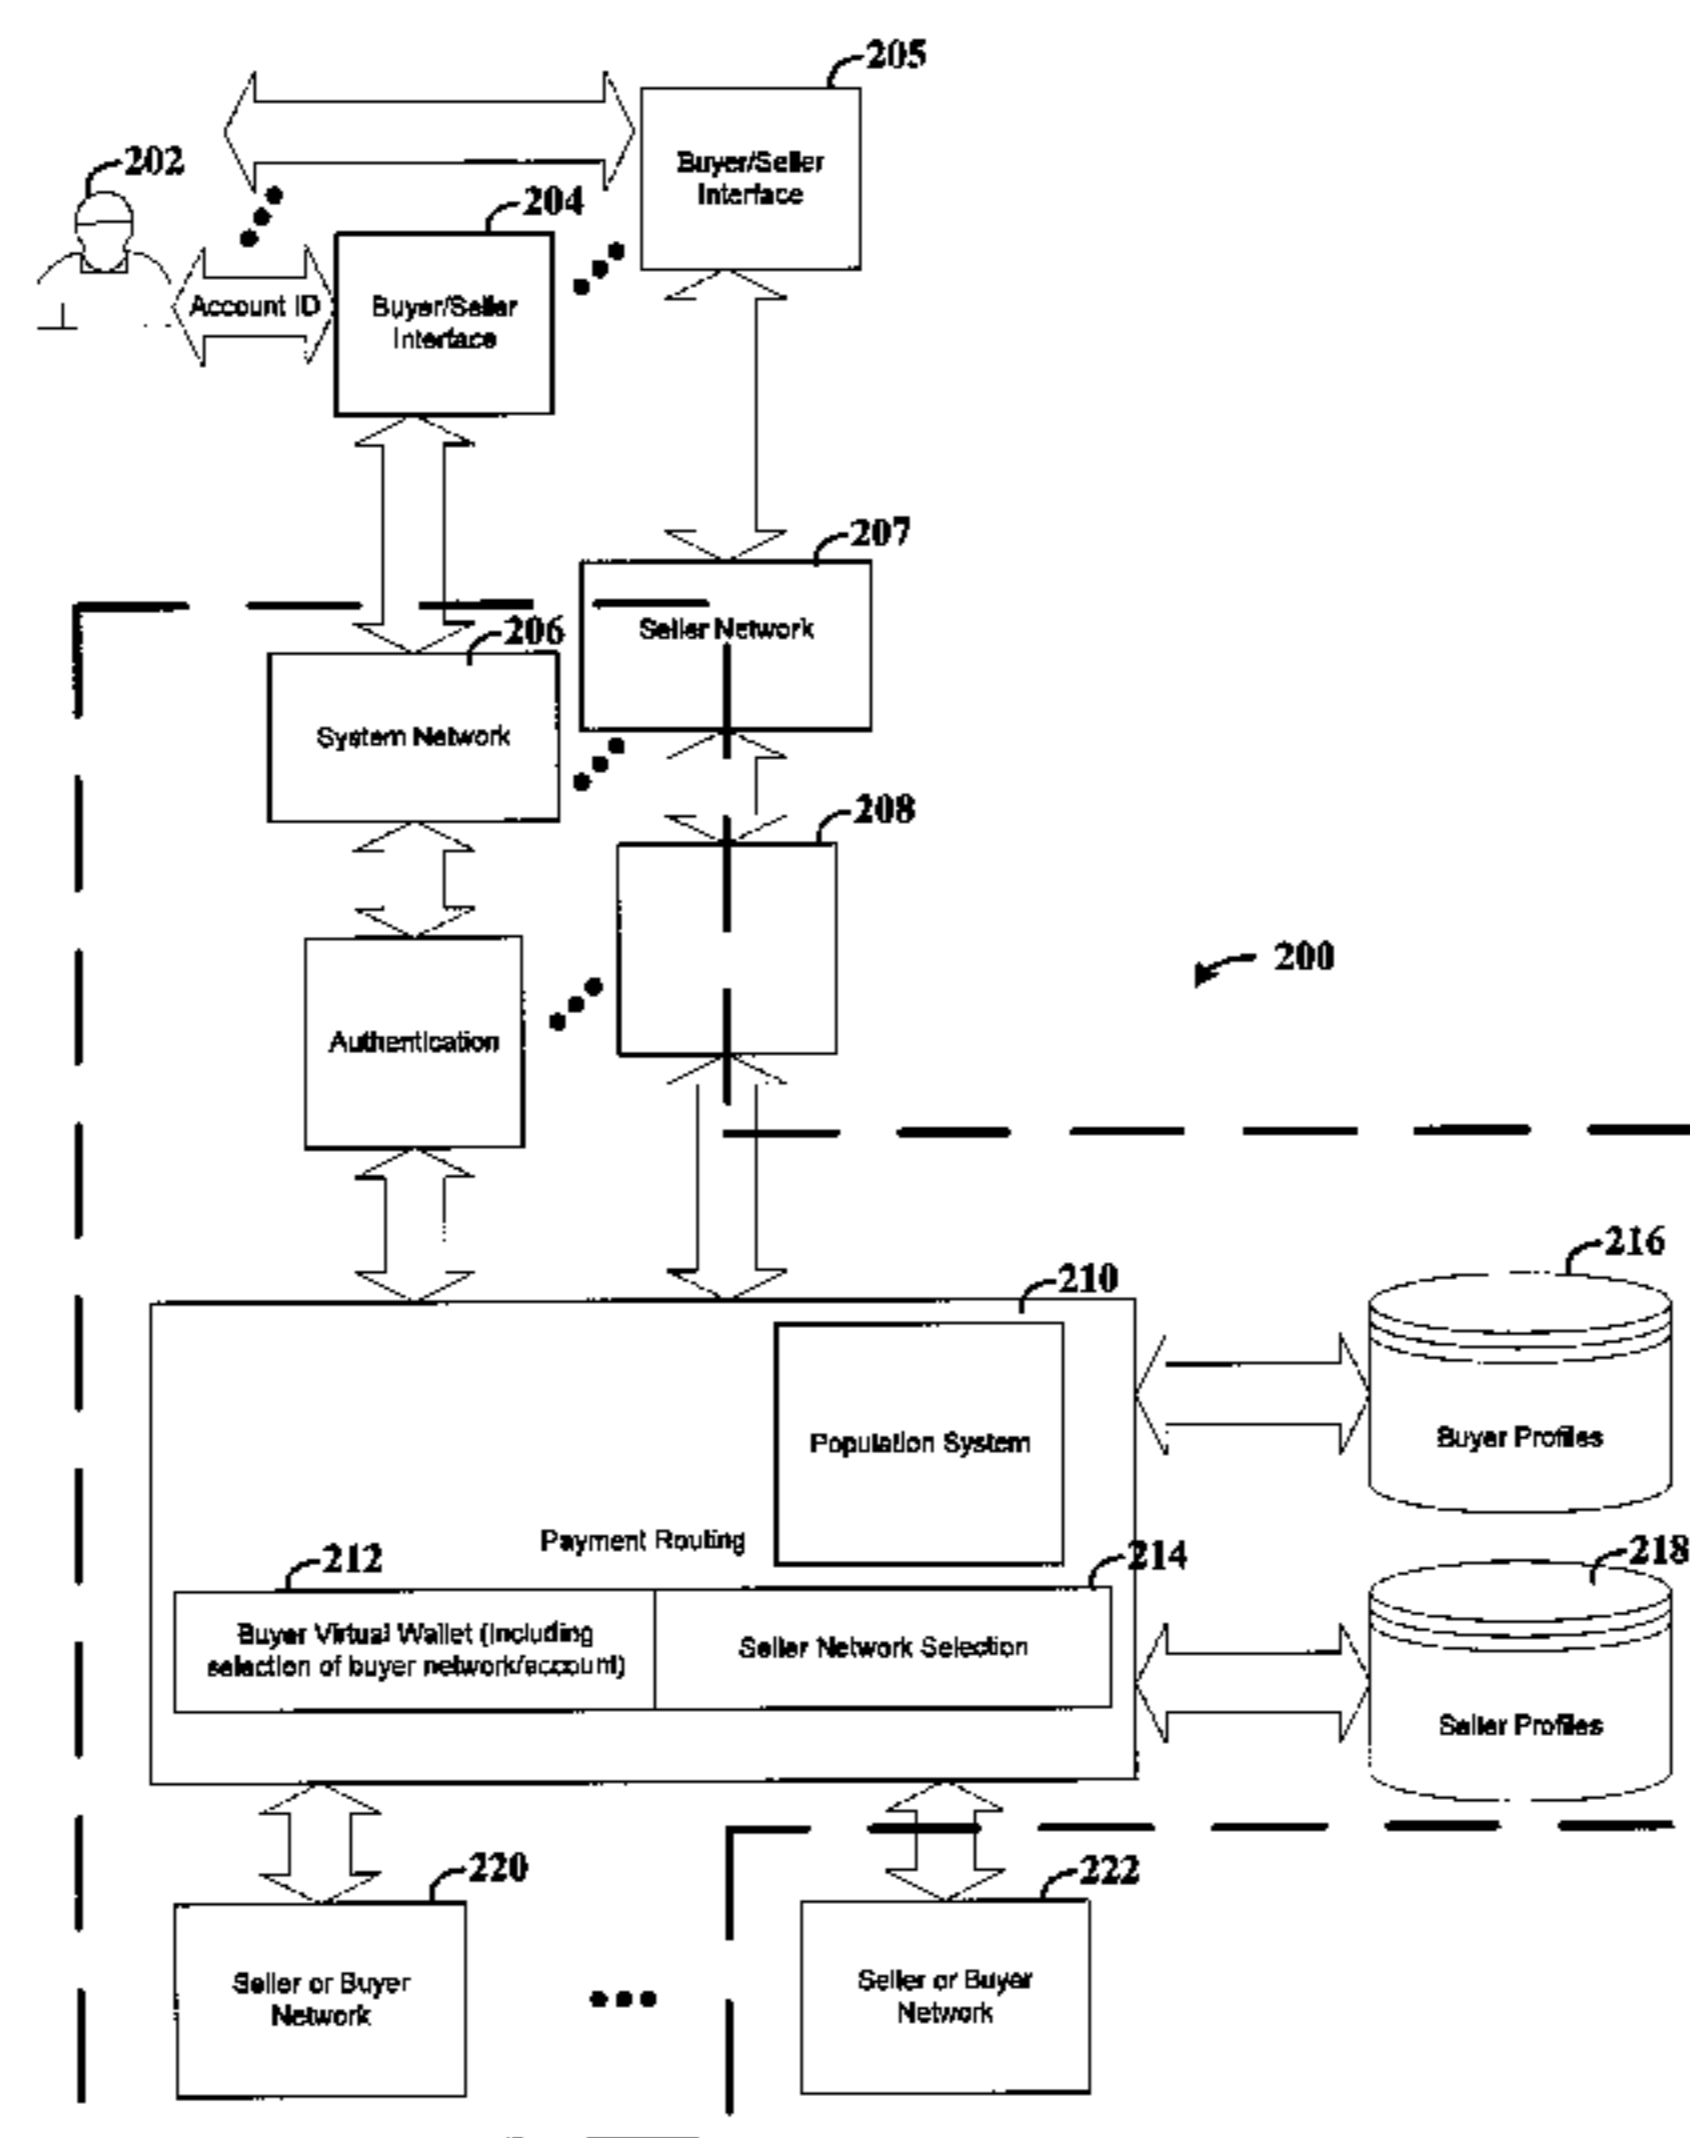 205
202
Buyer/Seller
Interface
204
Account ID
Buyer/Seller
Interface
207
206
Seller Network
System Network
208
200
Authentication
216
210
Population System
Buyer Profiles
Payment Routing
212
214
218
Buyer Virtual Wallet (including
selection of buyer network/account)
Seller Network Selection
Seller Profiles
220
222
Seller or Buyer
Network
Seller or Buyer
Network